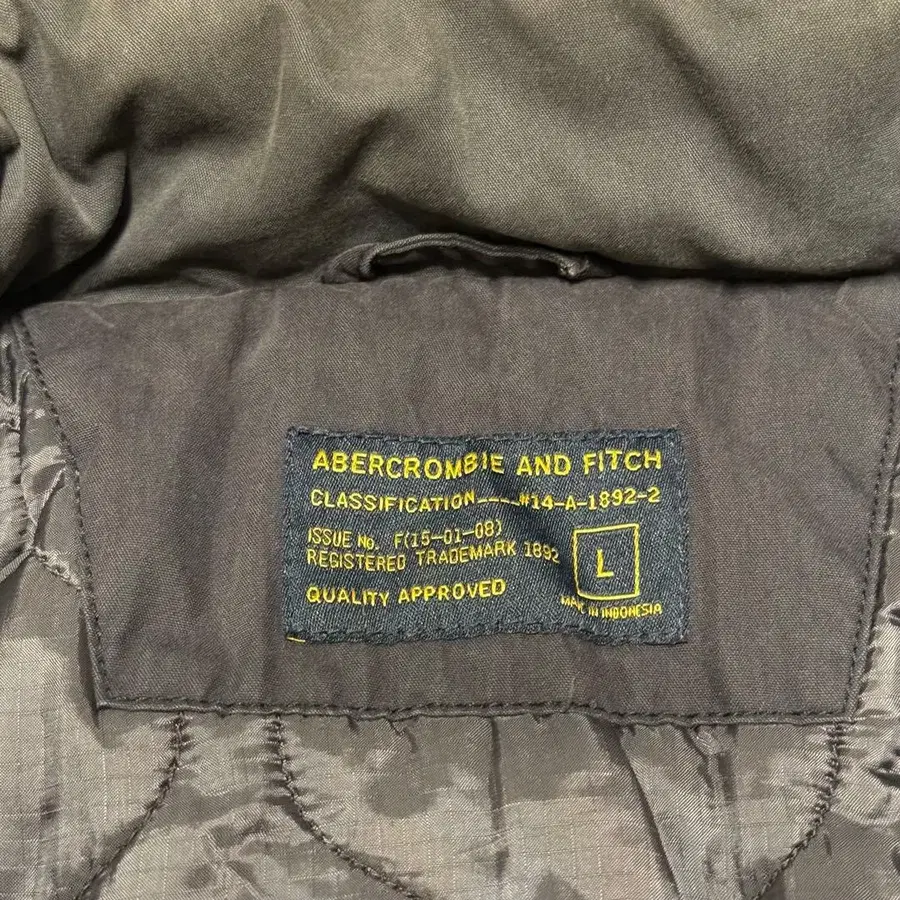 ABERCROMBIE AND FITCH
CLASSIFICATION----#14-A-1892-2
ISSUE No. F(15-01-08)
REGISTERED TRADEMARK 1892
L
QUALITY APPROVED
MADE IN INDONESIA